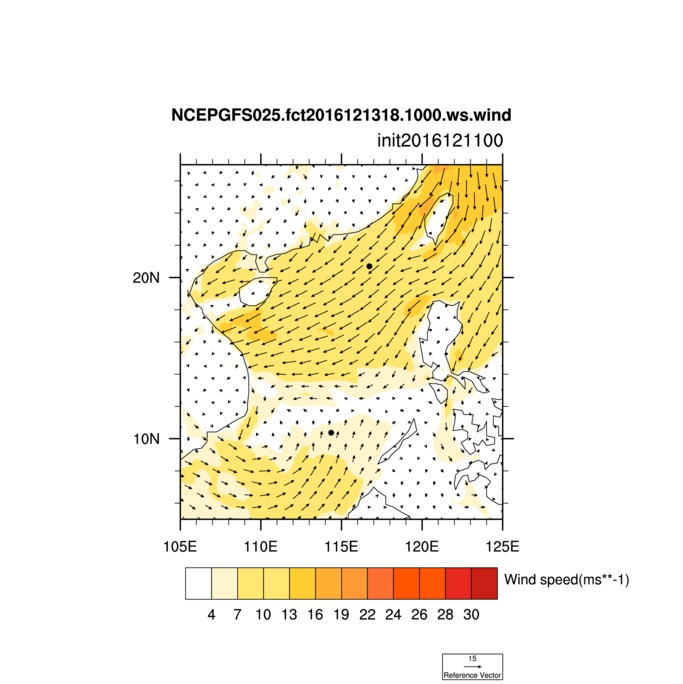 NCEPGFS025.fct2016121318.1000.ws.wind
init2016121100
20N
10N
105E 110E 115E 120E 125E
Wind speed(ms**-1)
4 7 10 13 16 19 22 24 26 28 30
15
Reference Vector